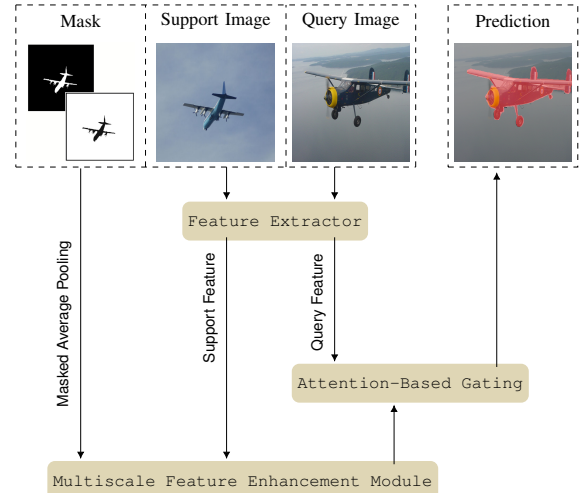 Mask
Support Image
Query Image
Prediction
Feature Extractor
Masked Average Pooling
Support Feature
Query Feature
Attention-Based Gating
Multiscale Feature Enhancement Module